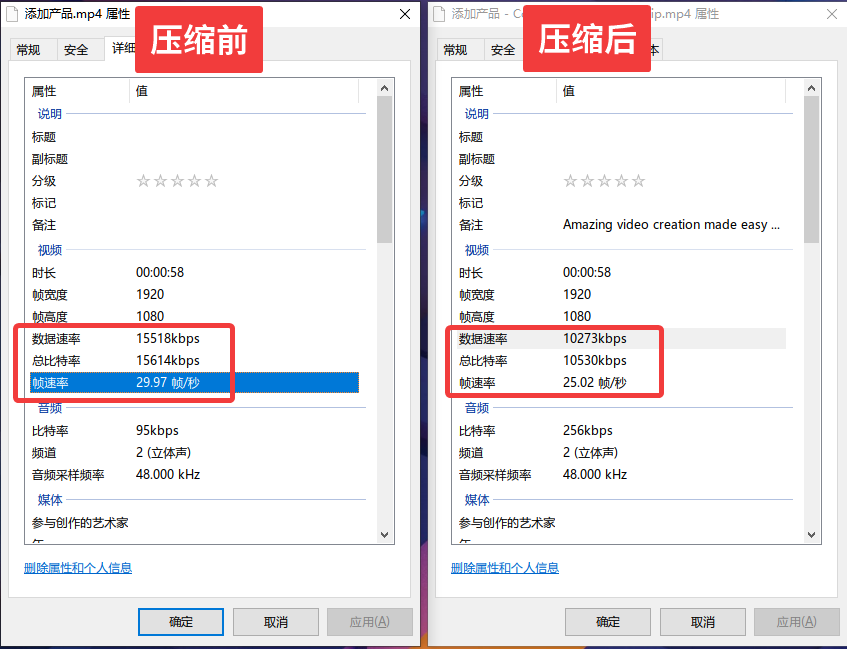 添加产品.mp4 属性
压缩前
常规
安全
详细
属性
值
说明
标题
副标题
分级
☆☆☆☆☆
标记
备注
视频
时长
00:00:58
帧宽度
1920
帧高度
1080
数据速率
15518kbps
总比特率
15614kbps
帧速率
29.97 帧/秒
音频
比特率
95kbps
频道
2 (立体声)
音频采样频率
48.000 kHz
媒体
参与创作的艺术家
删除属性和个人信息
确定
取消
应用(A)
添加产品 - C
ip.mp4 属性
压缩后
常规
安全
本
属性
值
说明
标题
副标题
分级
☆☆☆☆☆
标记
备注
Amazing video creation made easy ...
视频
时长
00:00:58
帧宽度
1920
帧高度
1080
数据速率
10273kbps
总比特率
10530kbps
帧速率
25.02 帧/秒
音频
比特率
256kbps
频道
2 (立体声)
音频采样频率
48.000 kHz
媒体
参与创作的艺术家
删除属性和个人信息
确定
取消
应用(A)